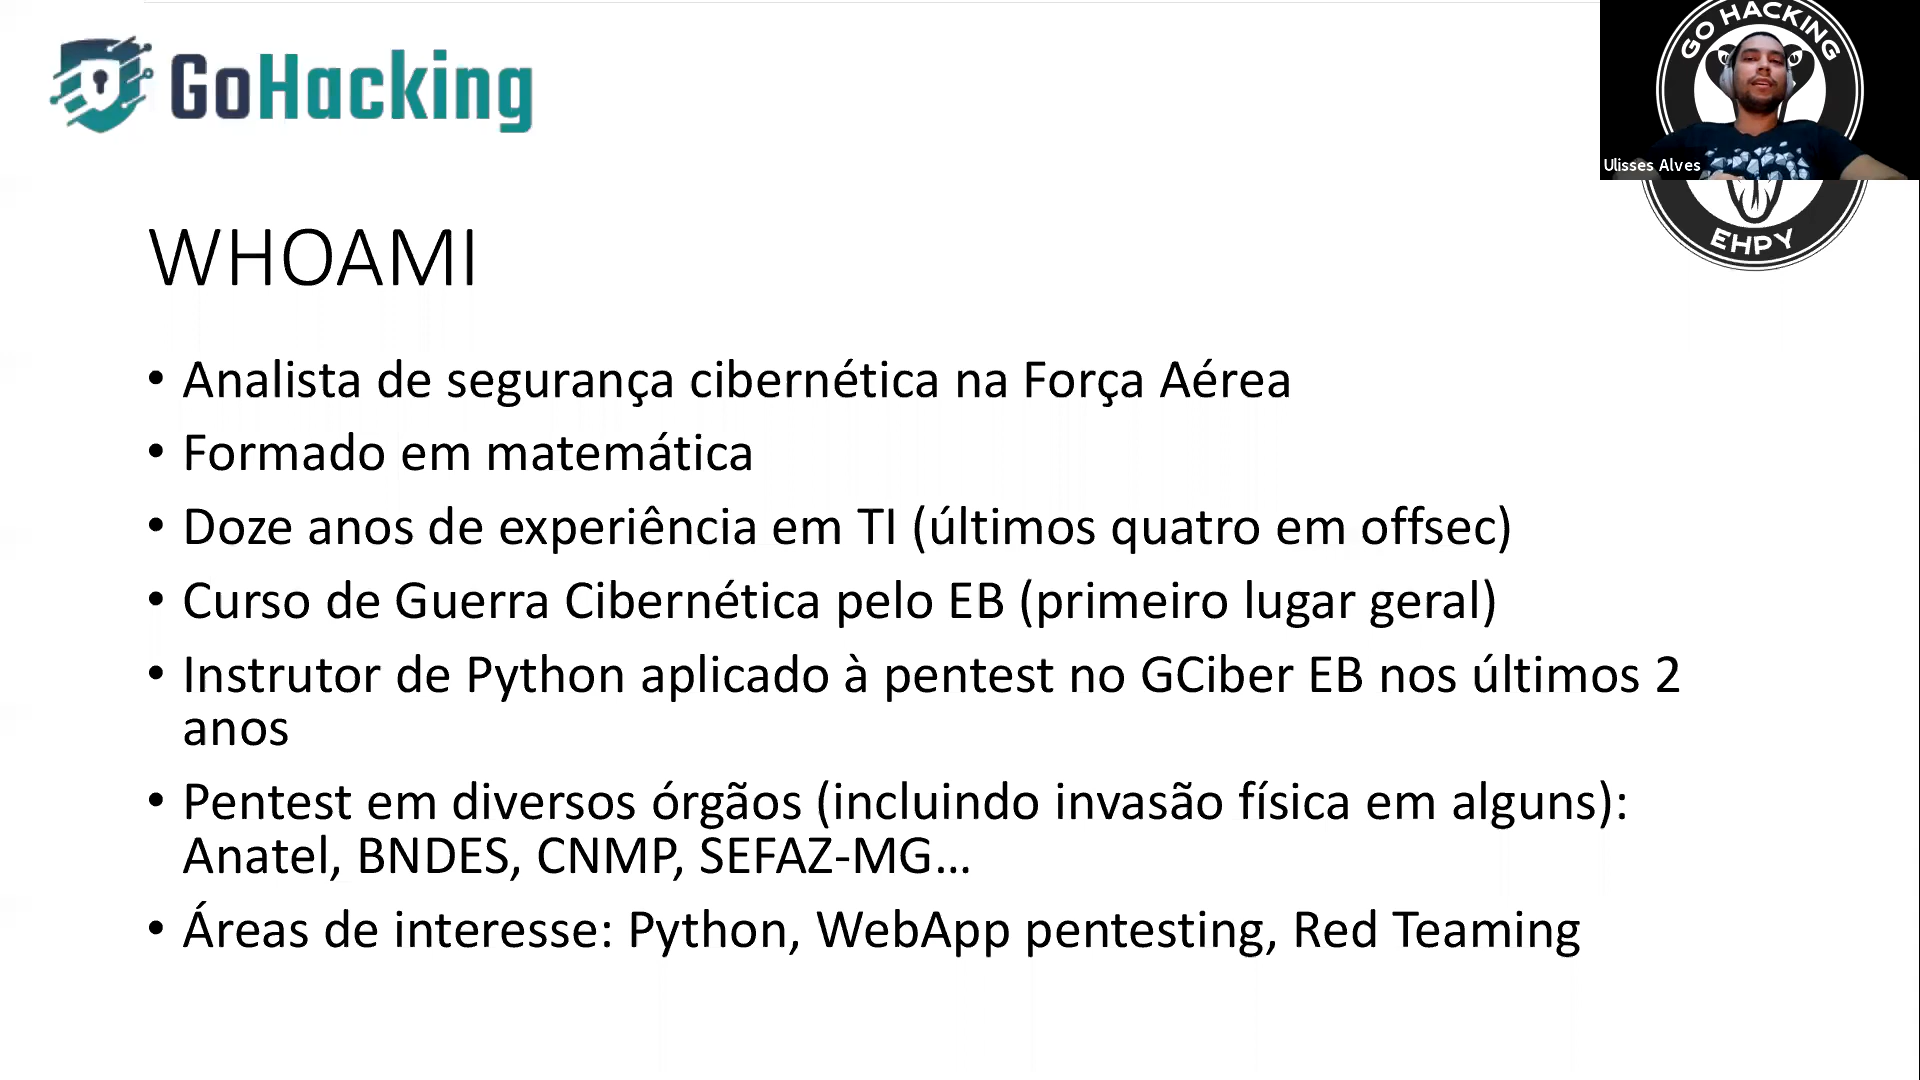 GoHacking
GO HACKING
Ulisses Alves
EHPY
WHOAMI
• Analista de segurança cibernética na Força Aérea
• Formado em matemática
• Doze anos de experiência em TI (últimos quatro em offsec)
• Curso de Guerra Cibernética pelo EB (primeiro lugar geral)
• Instrutor de Python aplicado à pentest no GCiber EB nos últimos 2
anos
• Pentest em diversos órgãos (incluindo invasão física em alguns):
Anatel, BNDES, CNMP, SEFAZ-MG…
• Áreas de interesse: Python, WebApp pentesting, Red Teaming